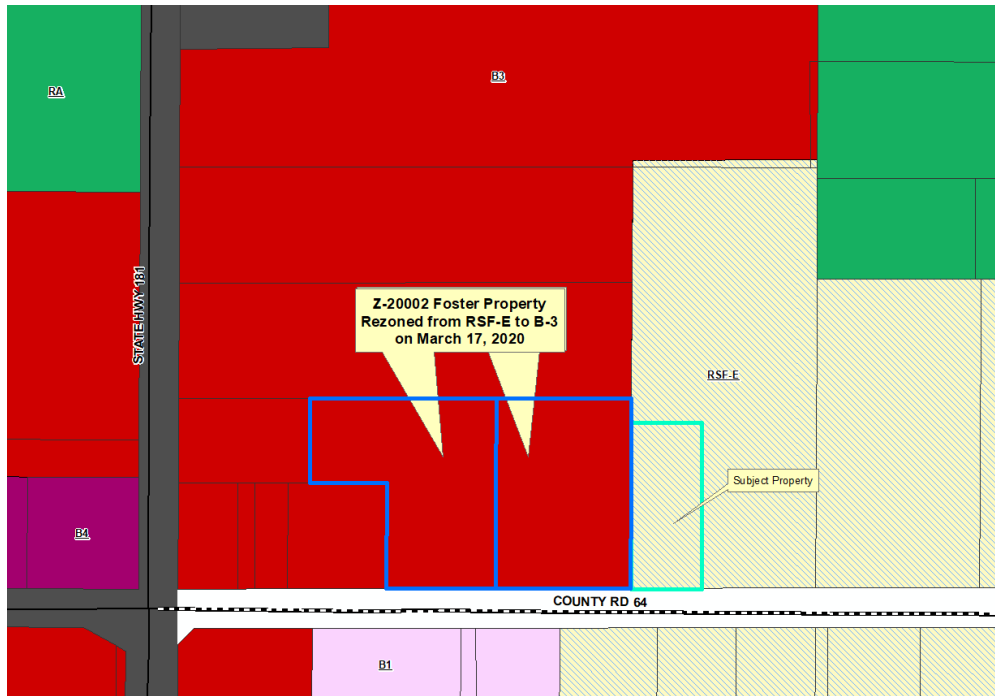 B3
RA
STATE HWY 181
Z-20002 Foster Property
Rezoned from RSF-E to B-3
on March 17, 2020
RSF-E
Subject Property
B4
COUNTY RD 64
B1